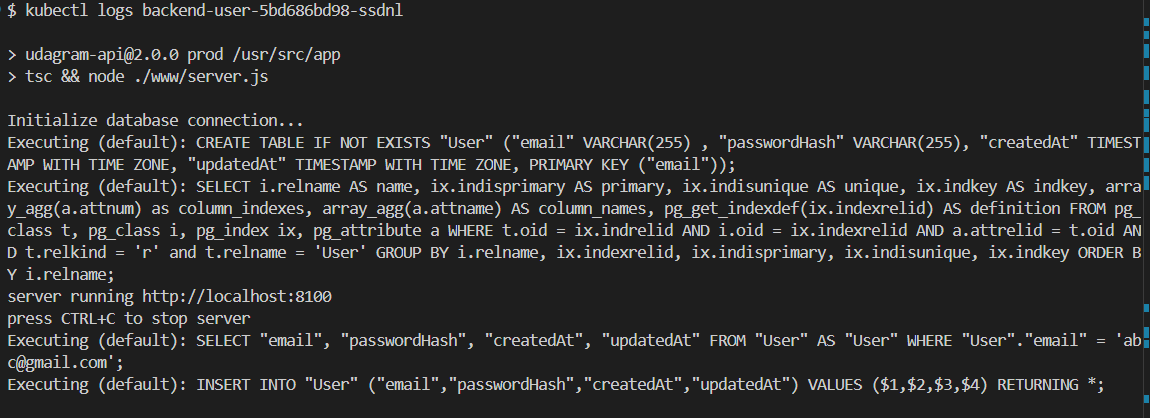 $ kubectl logs backend-user-5bd686bd98-ssdnl
> udagram-api@2.0.0 prod /usr/src/app
> tsc && node ./www/server.js
Initialize database connection...
Executing (default): CREATE TABLE IF NOT EXISTS "User" ("email" VARCHAR(255) , "passwordHash" VARCHAR(255), "createdAt" TIMEST
AMP WITH TIME ZONE, "updatedAt" TIMESTAMP WITH TIME ZONE, PRIMARY KEY ("email"));
Executing (default): SELECT i.relname AS name, ix.indisprimary AS primary, ix.indisunique AS unique, ix.indkey AS indkey, arra
y_agg(a.attnum) as column_indexes, array_agg(a.attname) AS column_names, pg_get_indexdef(ix.indexrelid) AS definition FROM pg_
class t, pg_class i, pg_index ix, pg_attribute a WHERE t.oid = ix.indrelid AND i.oid = ix.indexrelid AND a.attrelid = t.oid AN
D t.relkind = 'r' and t.relname = 'User' GROUP BY i.relname, ix.indexrelid, ix.indisprimary, ix.indisunique, ix.indkey ORDER B
Y i.relname;
server running http://localhost:8100
press CTRL+C to stop server
Executing (default): SELECT "email", "passwordHash", "createdAt", "updatedAt" FROM "User" AS "User" WHERE "User"."email" = 'ab
c@gmail.com';
Executing (default): INSERT INTO "User" ("email","passwordHash","createdAt","updatedAt") VALUES ($1,$2,$3,$4) RETURNING *;